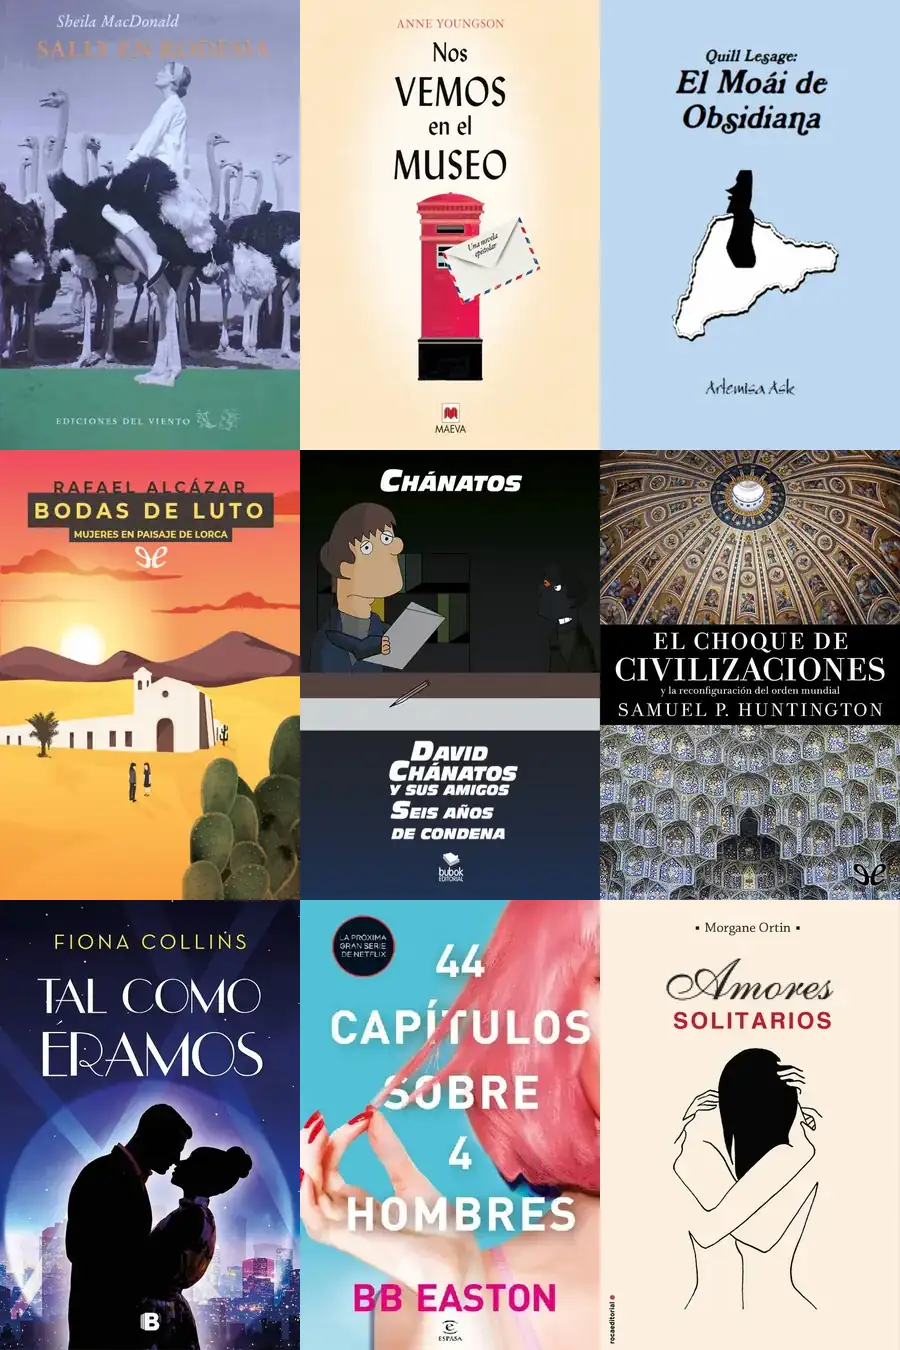 Sheila MacDonald
SALLY EN RODESIA
EDICIONES DEL VIENTO
ANNE YOUNGSON
Nos
VEMOS
en el
MUSEO
Una novela
epistolar
MAEVA
Quill Lesage:
El Moái de
Obsidiana
Artemisa Ask
RAFAEL ALCÁZAR
BODAS DE LUTO
MUJERES EN PAISAJE DE LORCA
CHÁNATOS
DAVID
CHÁNATOS
Y SUS AMIGOS
SEIS AÑOS
DE CONDENA
bubok
EDITORIAL
EL CHOQUE DE
CIVILIZACIONES
y la reconfiguración del orden mundial
SAMUEL P. HUNTINGTON
FIONA COLLINS
TAL COMO
ÉRAMOS
B
LA PRÓXIMA
GRAN SERIE
DE NETFLIX
44
CAPÍTULOS
SOBRE
4
HOMBRES
BB EASTON
e
ESPASA
▪ Morgane Ortin ▪
Amores
SOLITARIOS
rocaeditorial